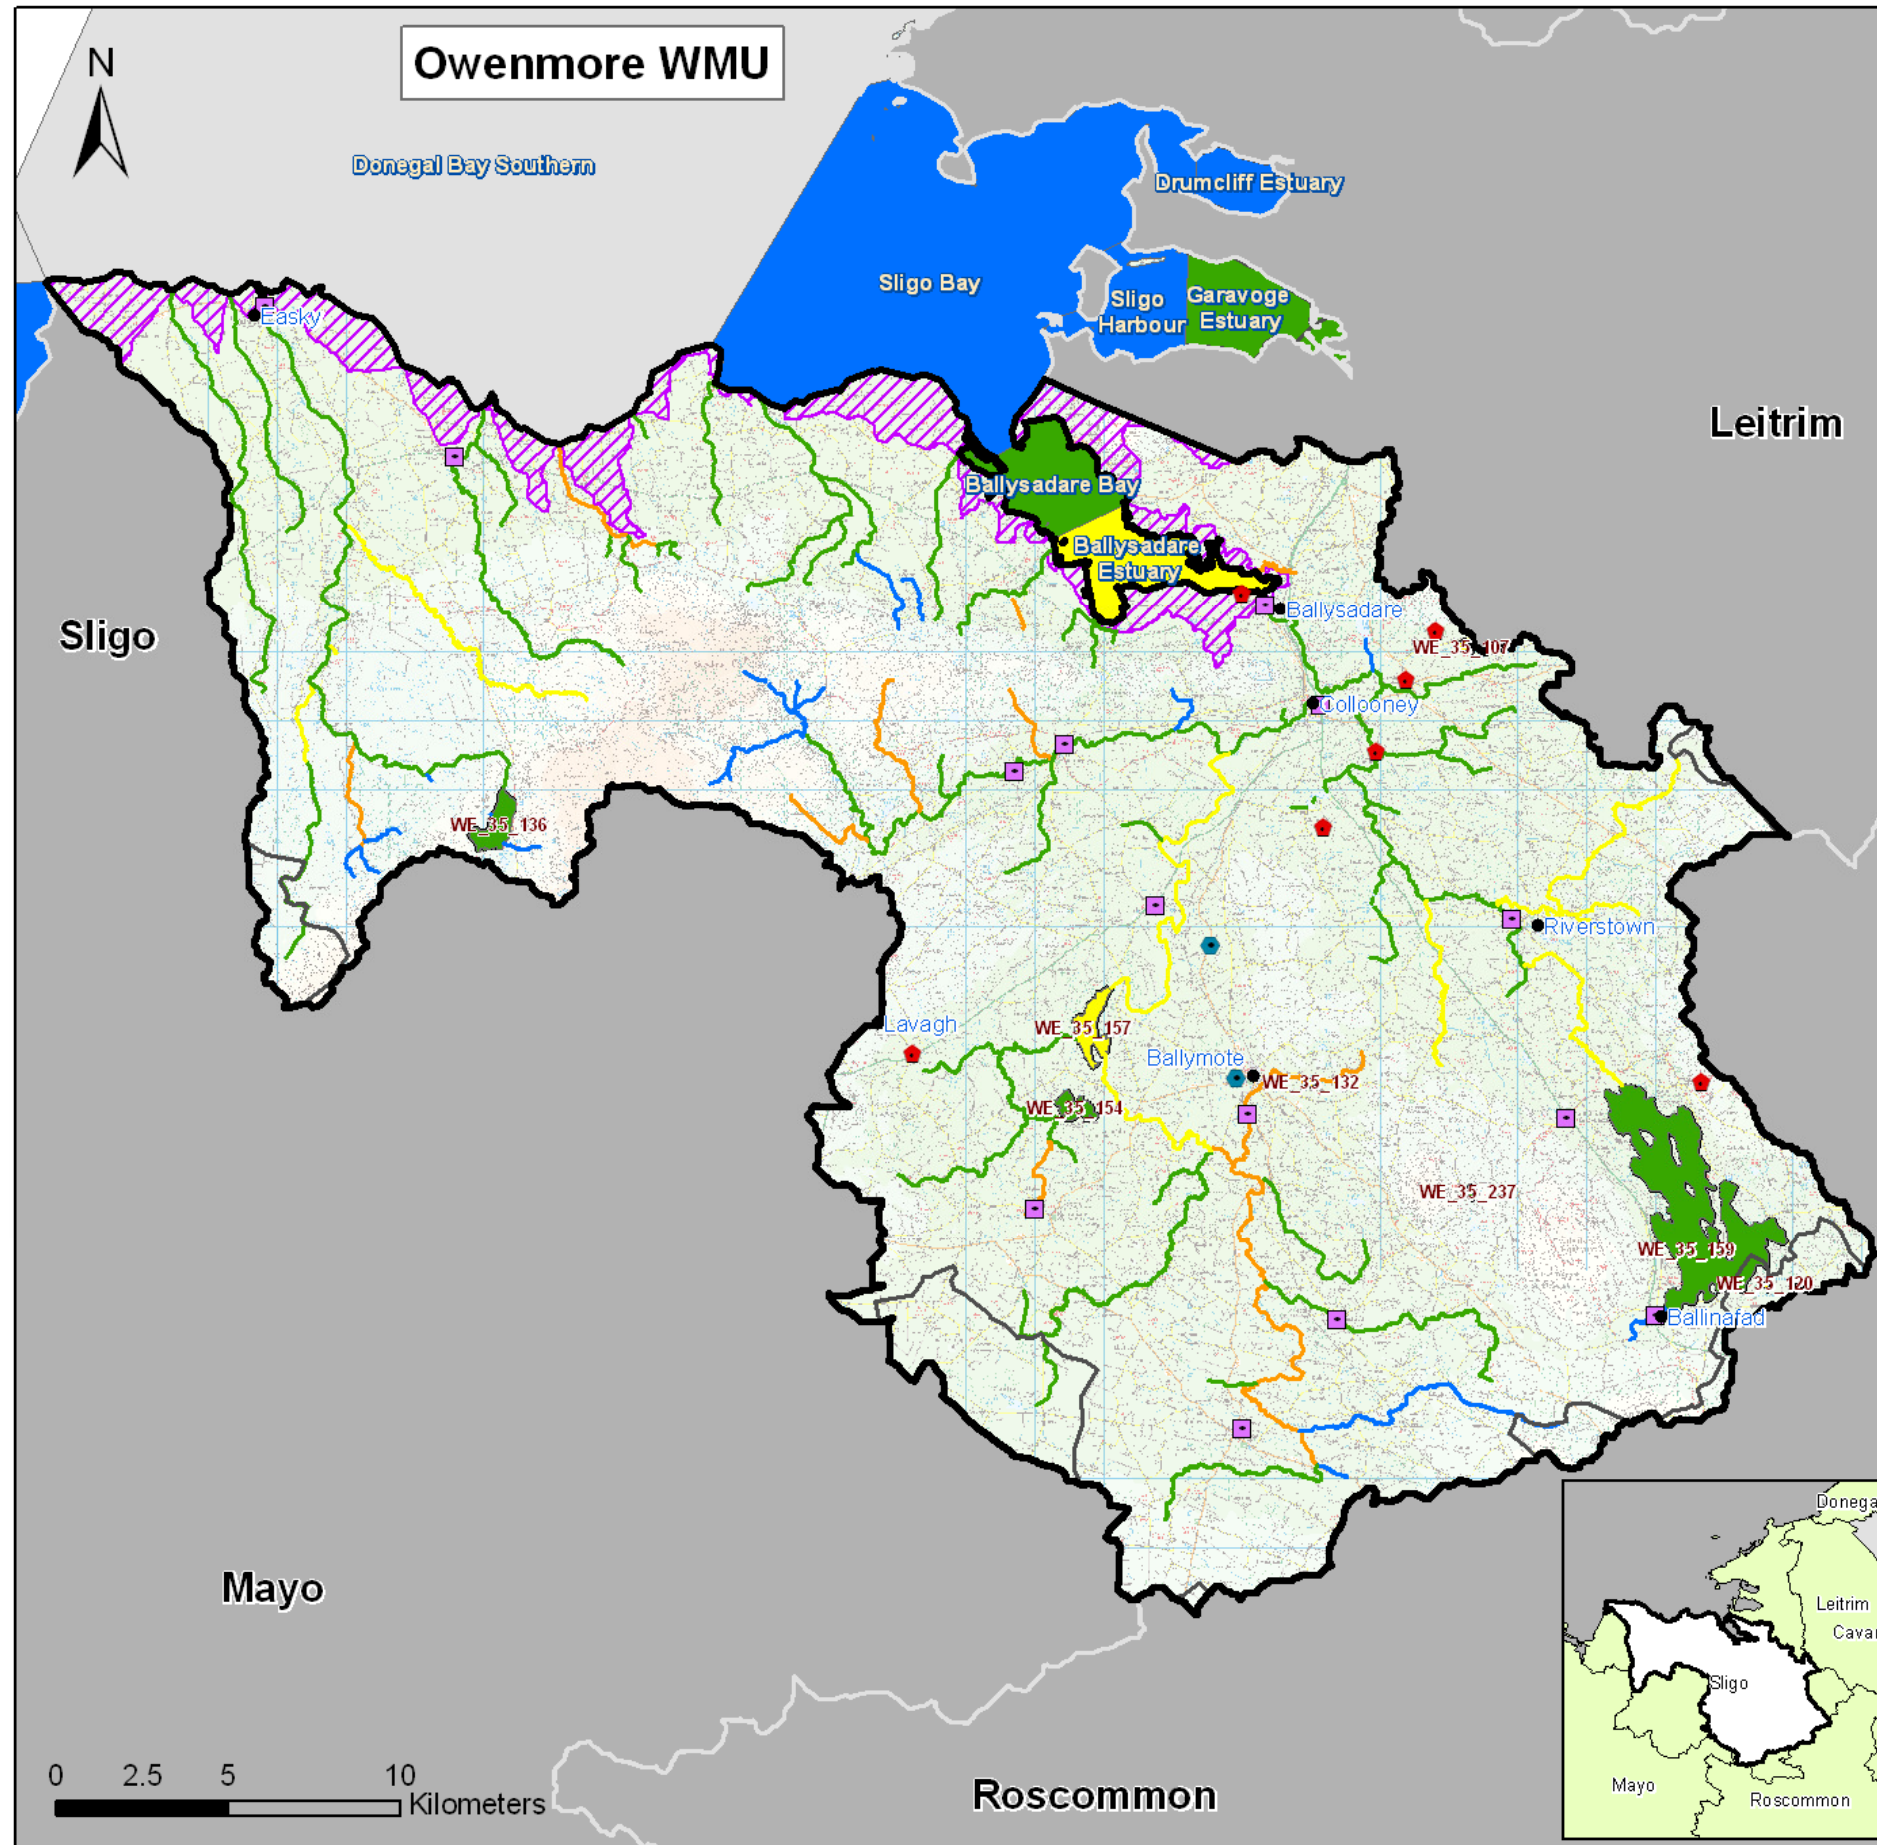 Owenmore WMU
N
Donegal Bay Southern
Drumcliff Estuary
Sligo Bay
Sligo
Harbour
Garavoge
Estuary
Easky
Leitrim
Ballysadare Bay
Ballysadare
Estuary
Ballysadare
Sligo
WE_35_107
Collooney
WE_35_136
Riverstown
Lavagh
WE_35_157
Ballymote
WE_35_132
WE_35_154
WE_35_237
WE_35_159
WE_35_120
Ballinafad
Mayo
Roscommon
0 2.5 5 10
Kilometers
Donega
Leitrim
Cavar
Sligo
Mayo
Roscommon